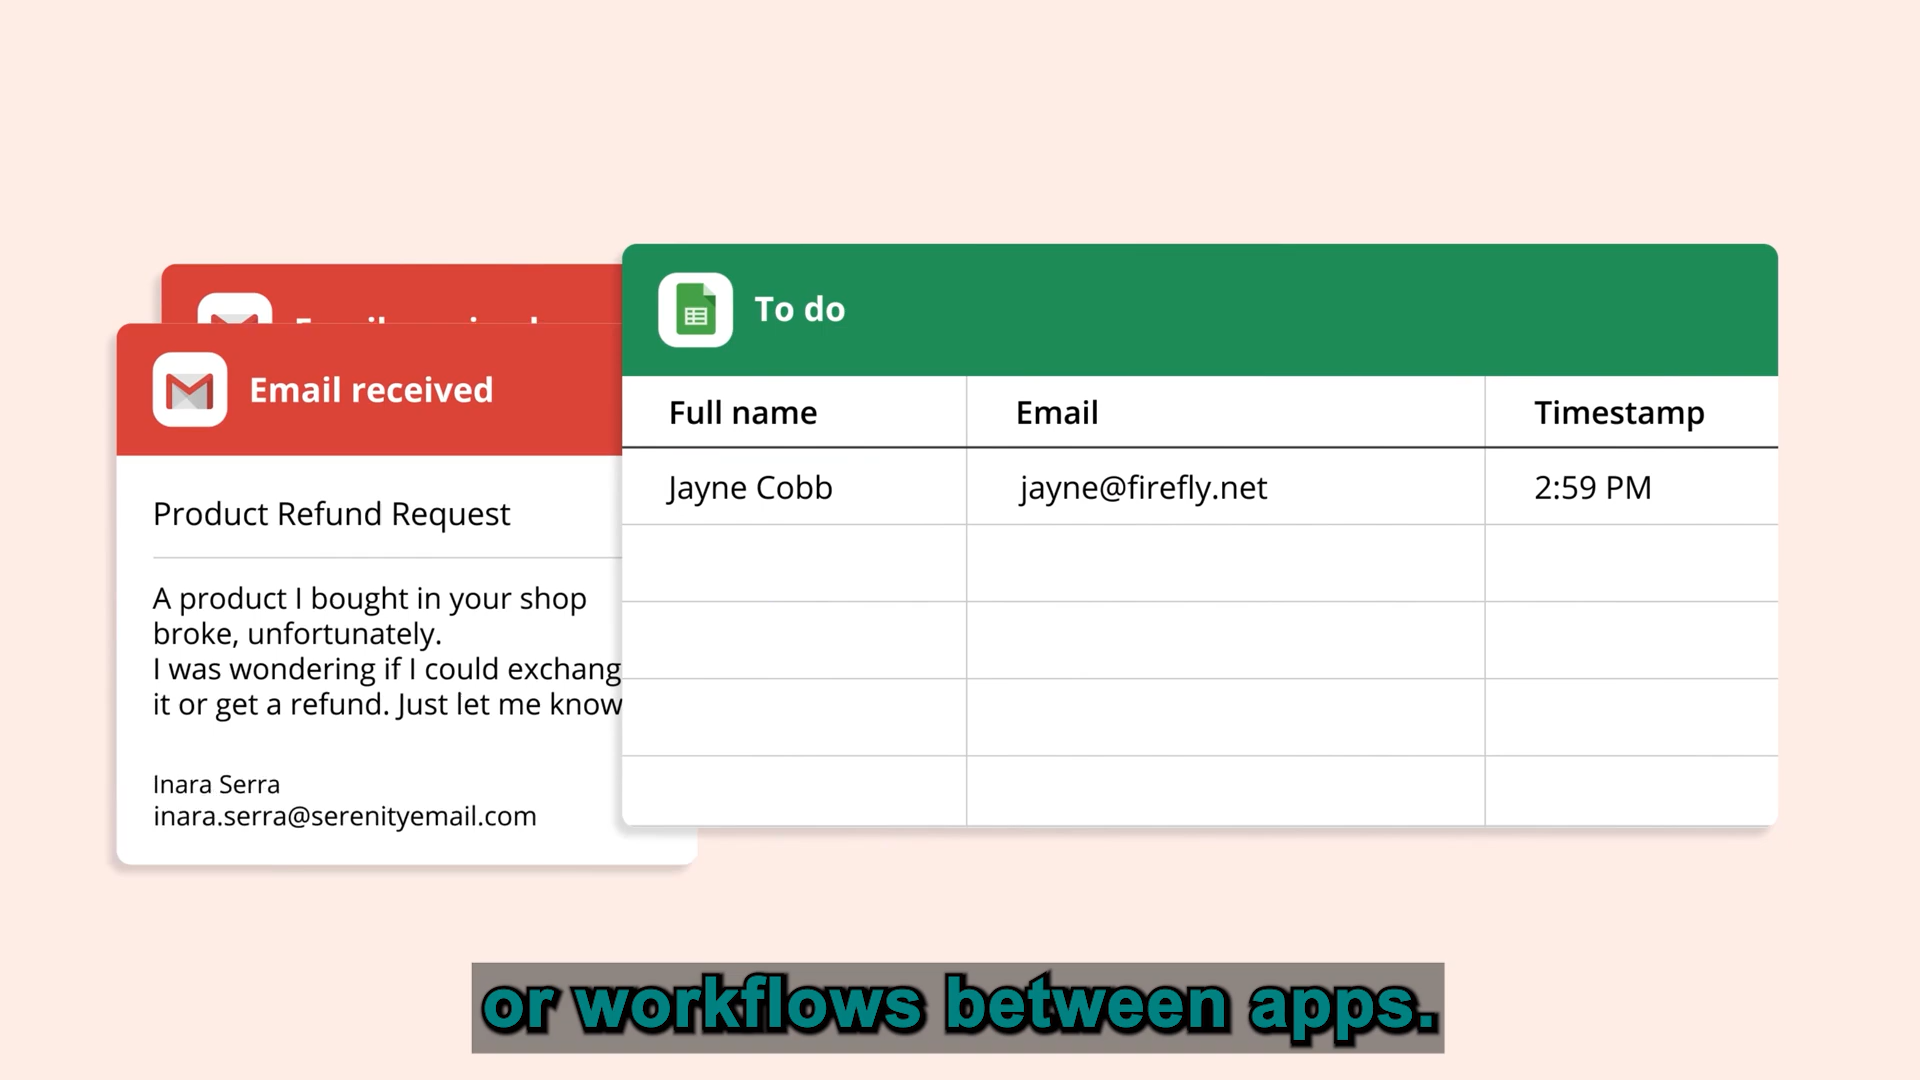 Email received
To do
Full name Email Timestamp
Jayne Cobb jayne@firefly.net 2:59 PM
Email received
Product Refund Request
A product I bought in your shop
broke, unfortunately.
I was wondering if I could exchang
it or get a refund. Just let me know
Inara Serra
inara.serra@serenityemail.com
or workflows between apps.